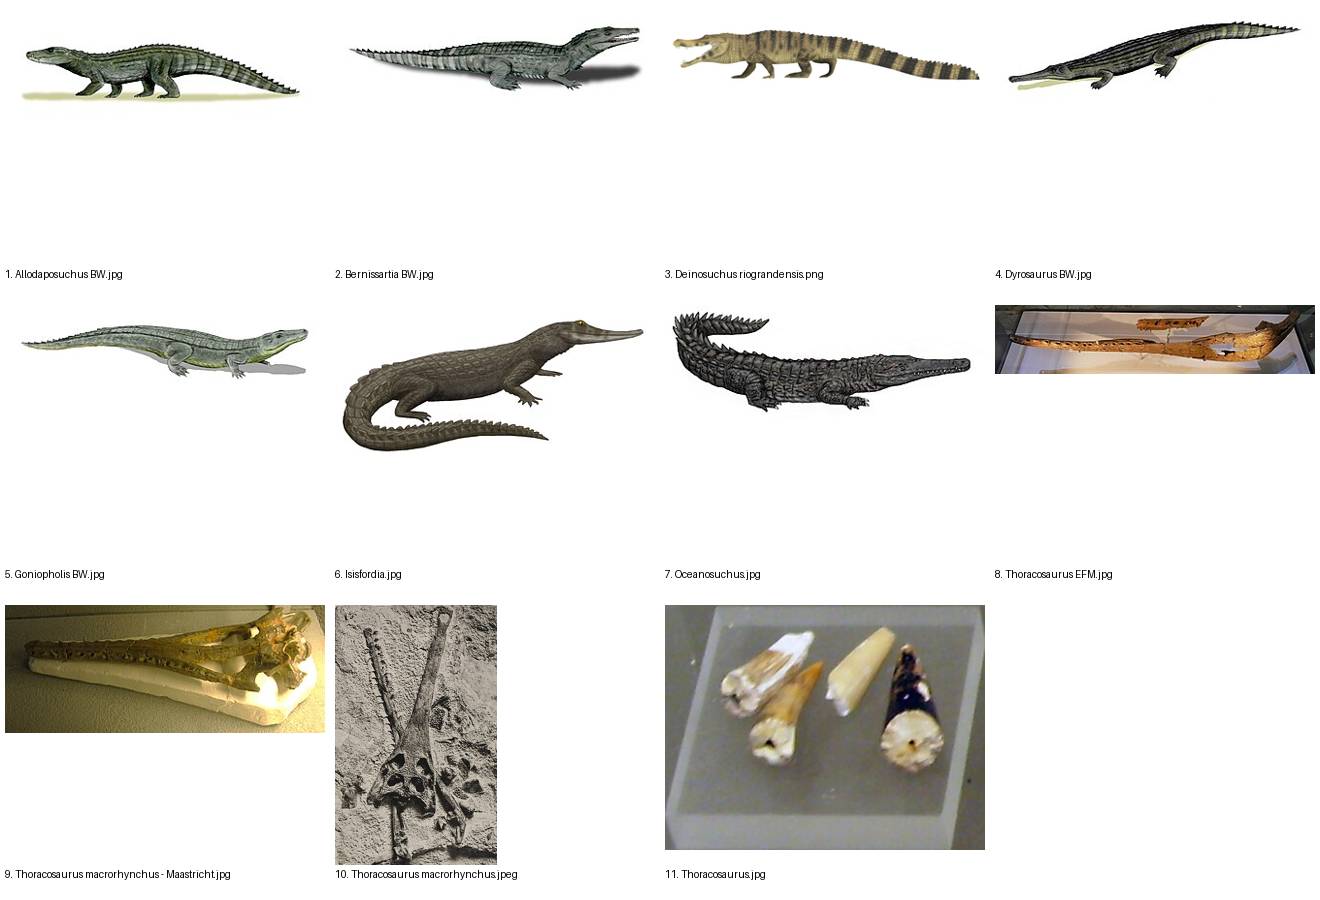 1. Allodaposuchus BW.jpg
2. Bernissartia BW.jpg
3. Deinosuchus riograndensis.png
4. Dyrosaurus BW.jpg
5. Goniopholis BW.jpg
6. Isisfordia.jpg
7. Oceanosuchus.jpg
8. Thoracosaurus EFM.jpg
9. Thoracosaurus macrorhynchus - Maastricht.jpg
10. Thoracosaurus macrorhynchus.jpeg
11. Thoracosaurus.jpg